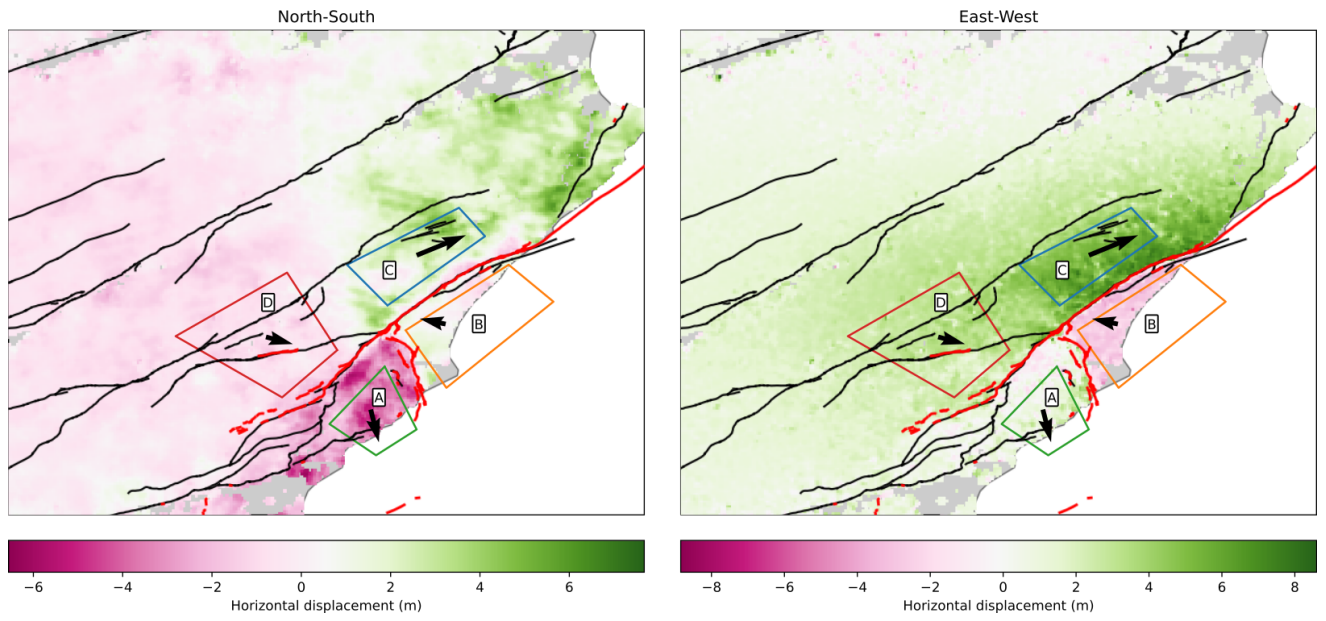 North-South
East-West
D
C
B
A
D
C
B
A
−6 −4 −2 0 2 4 6
Horizontal displacement (m)
−8 −6 −4 −2 0 2 4 6 8
Horizontal displacement (m)